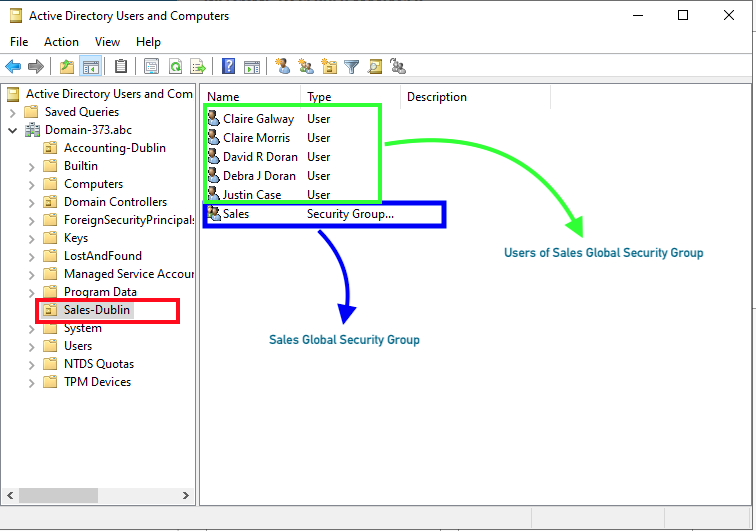 Active Directory Users and Computers
File Action View Help
Active Directory Users and Com
Saved Queries
Domain-373.abc
Accounting-Dublin
Builtin
Computers
Domain Controllers
ForeignSecurityPrincipals
Keys
LostAndFound
Managed Service Accour
Program Data
Sales-Dublin
System
Users
NTDS Quotas
TPM Devices
Name Type Description
Claire Galway User
Claire Morris User
David R Doran User
Debra J Doran User
Justin Case User
Sales Security Group...
Users of Sales Global Security Group
Sales Global Security Group